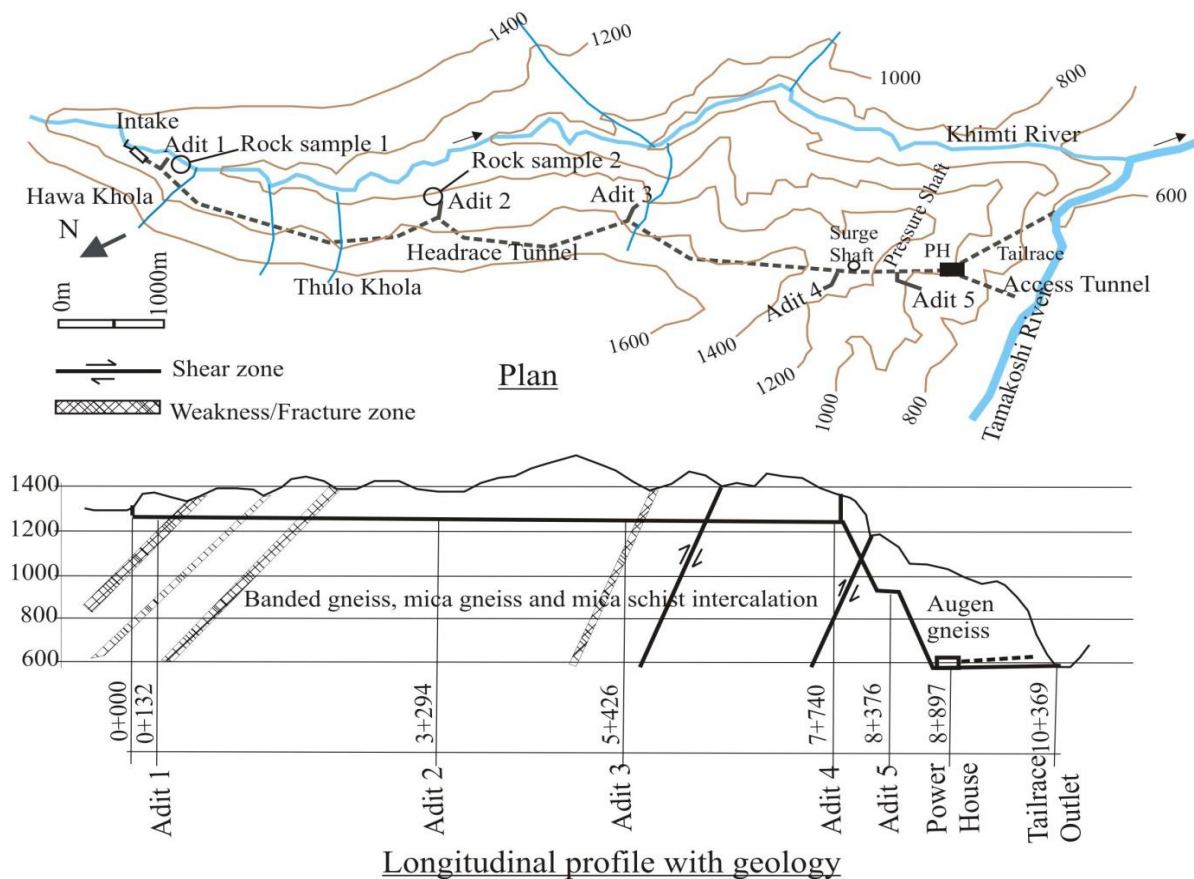 1400
1200
1000
800
Intake
Adit 1
Rock sample 1
Khimti River
Rock sample 2
Hawa Khola
Adit 2
Adit 3
600
N
Headrace Tunnel
Surge
Shaft
Pressure Shaft
PH
Tailrace
Thulo Khola
Adit 4
Adit 5
Access Tunnel
0m
1000m
1600
1400
1200
1000
800
Tamakoshi River
Shear zone
Plan
Weakness/Fracture zone
1400
1200
1000
800
600
Banded gneiss, mica gneiss and mica schist intercalation
Augen
gneiss
0+000
0+132
3+294
5+426
7+740
8+376
8+897
10+369
Adit 1
Adit 2
Adit 3
Adit 4
Adit 5
Power
House
Tailrace
Outlet
Longitudinal profile with geology